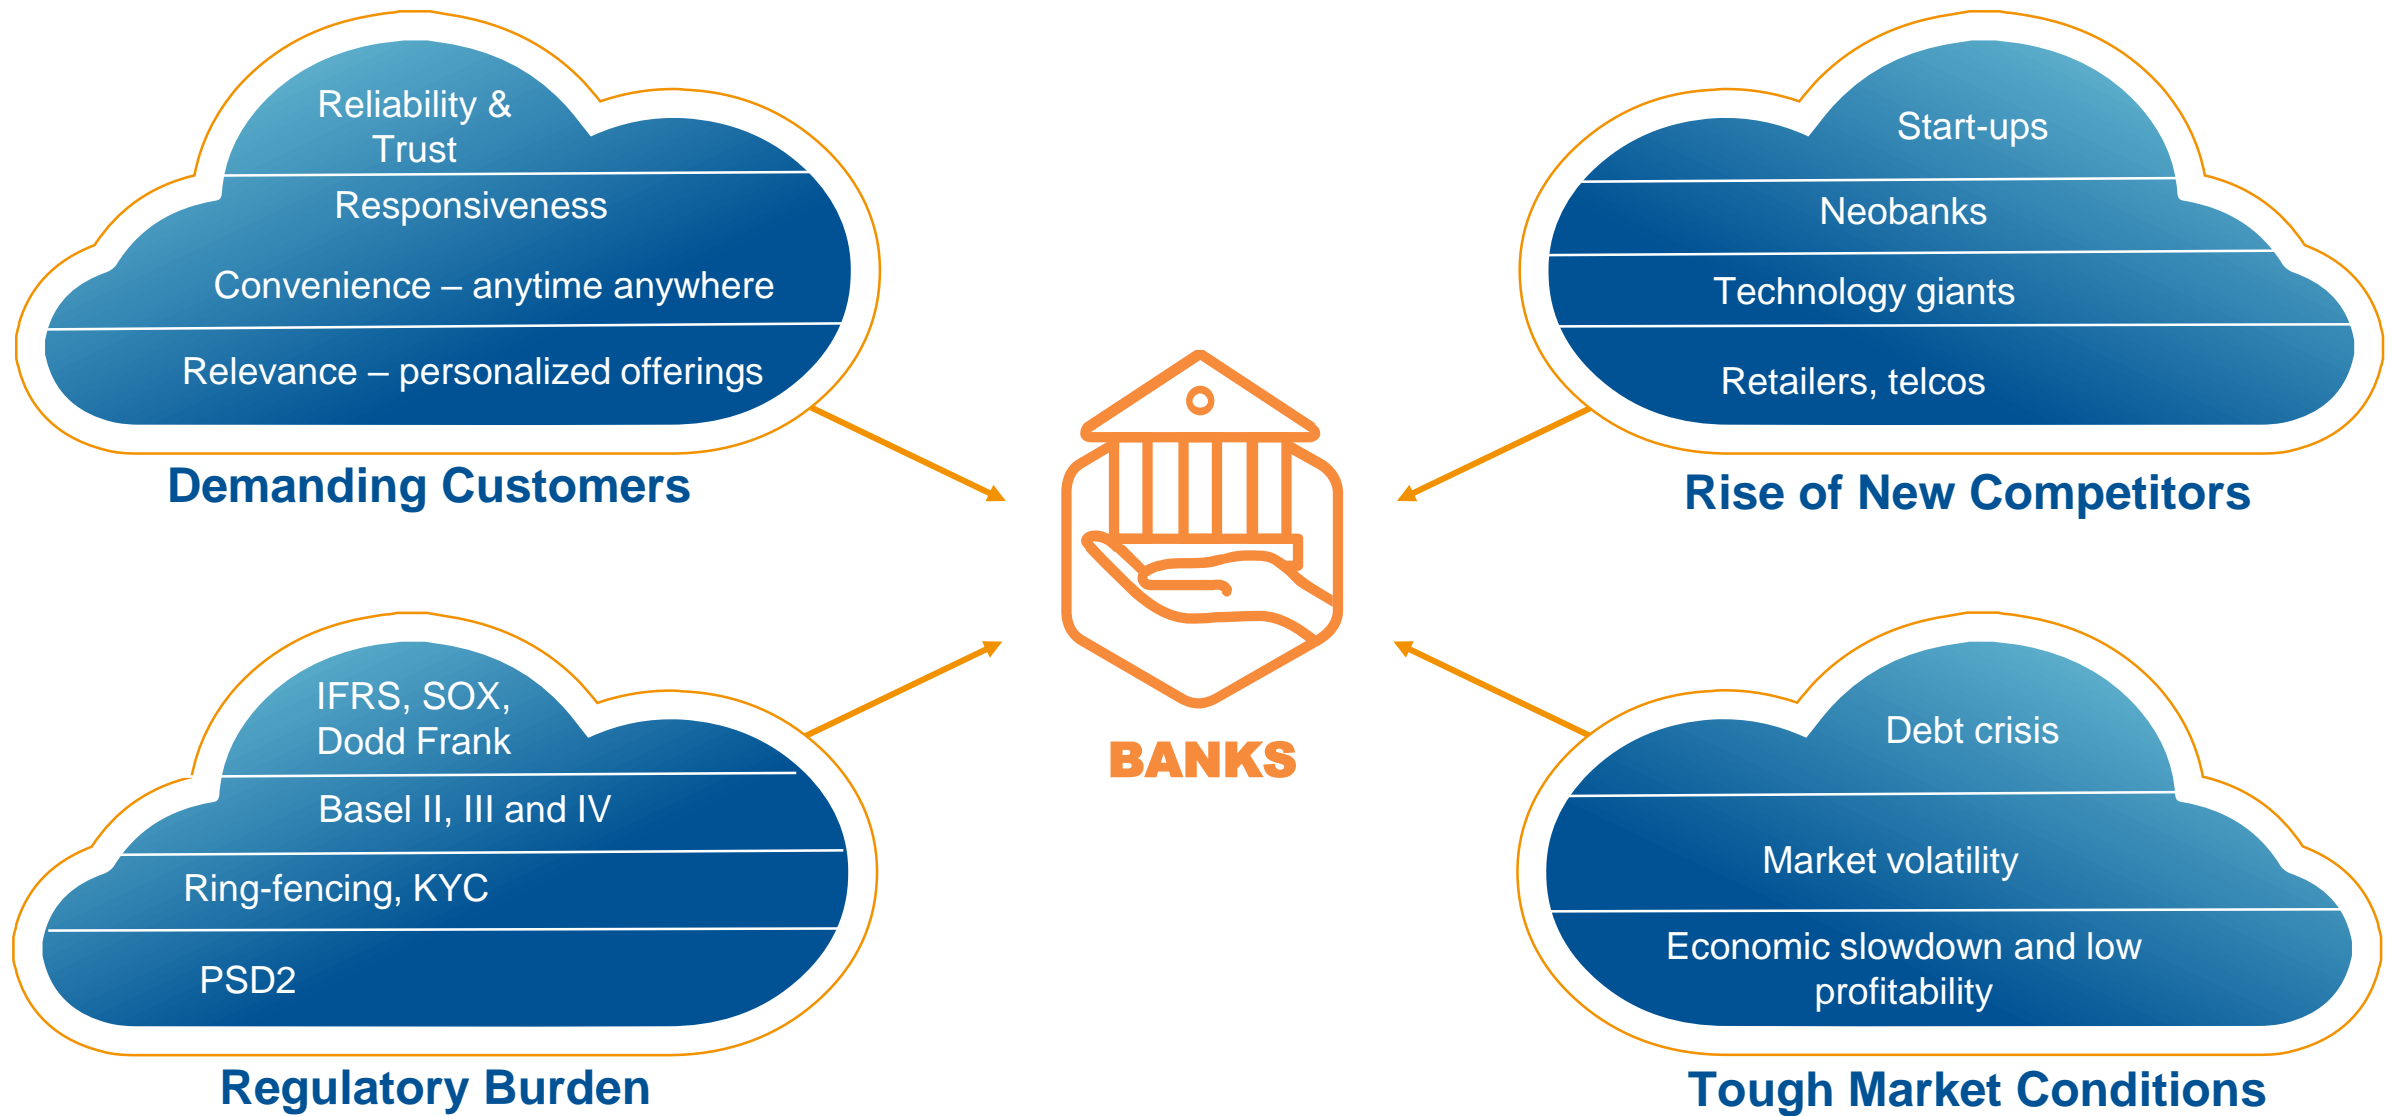 Reliability &
Trust
Responsiveness
Convenience – anytime anywhere
Relevance – personalized offerings
Demanding Customers
Start-ups
Neobanks
Technology giants
Retailers, telcos
Rise of New Competitors
BANKS
IFRS, SOX,
Dodd Frank
Basel II, III and IV
Ring-fencing, KYC
PSD2
Regulatory Burden
Debt crisis
Market volatility
Economic slowdown and low
profitability
Tough Market Conditions